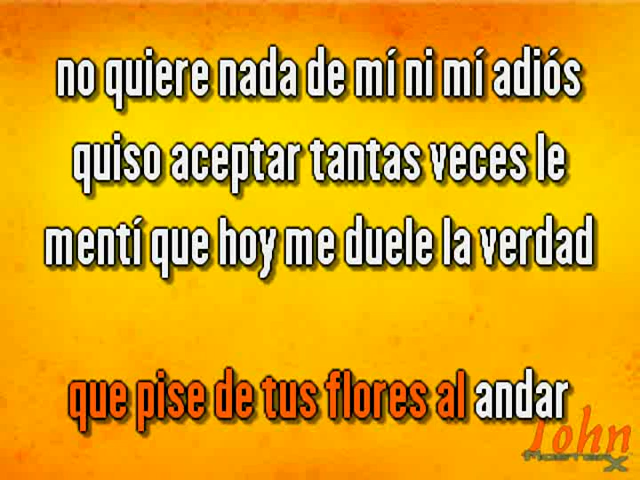 no quiere nada de mí ni mí adiós
quiso aceptar tantas veces le
mentí que hoy me duele la verdad
que pise de tus flores al andar
John